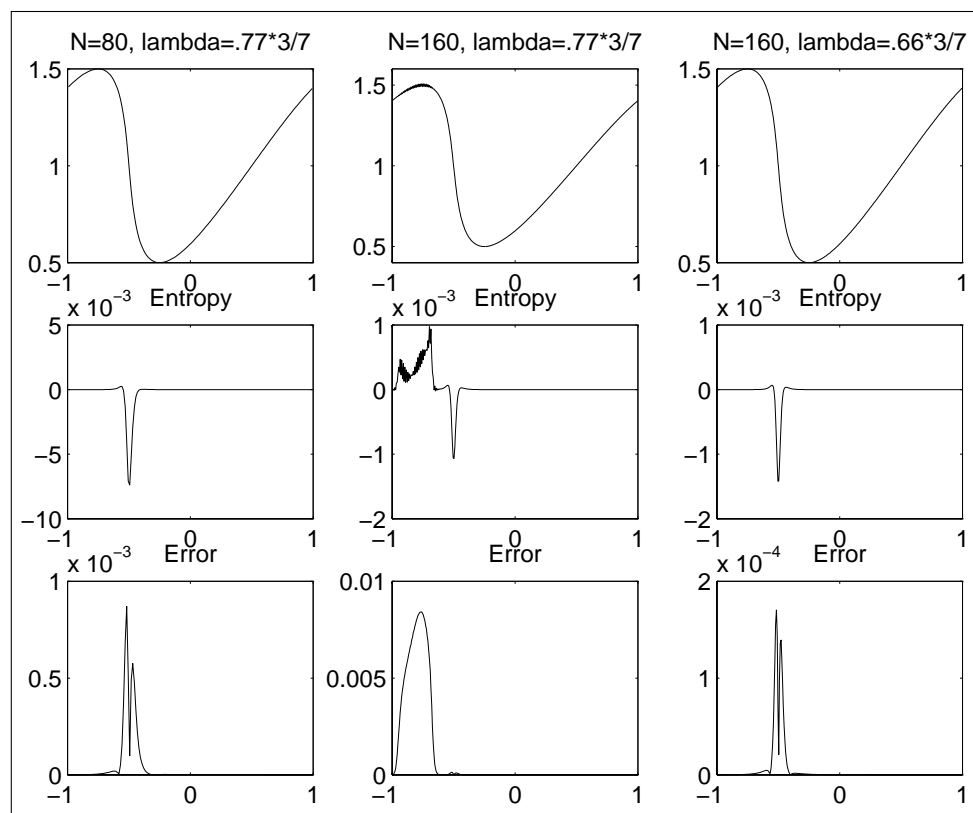 N=80, lambda=.77*3/7
N=160, lambda=.77*3/7
N=160, lambda=.66*3/7
1.5
1
0.5
−1 0 1
1.5
1
0.5
−1 0 1
1.5
1
0.5
−1 0 1
x 10−3 Entropy
5
0
−5
−10
−1 0 1
x 10−3 Entropy
1
0
−1
−2
−1 0 1
x 10−3 Entropy
1
0
−1
−2
−1 0 1
x 10−3 Error
1
0.5
0
−1 0 1
Error
0.01
0.005
0
−1 0 1
x 10−4 Error
2
1
0
−1 0 1